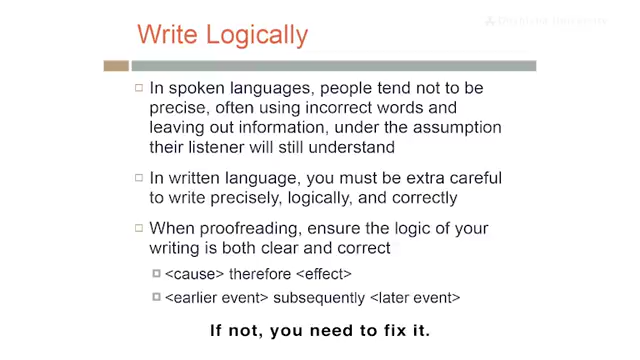 Write Logically
In spoken languages, people tend not to be
precise, often using incorrect words and
leaving out information, under the assumption
their listener will still understand
In written language, you must be extra careful
to write precisely, logically, and correctly
When proofreading, ensure the logic of your
writing is both clear and correct
<cause> therefore <effect>
<earlier event> subsequently <later event>
If not, you need to fix it.